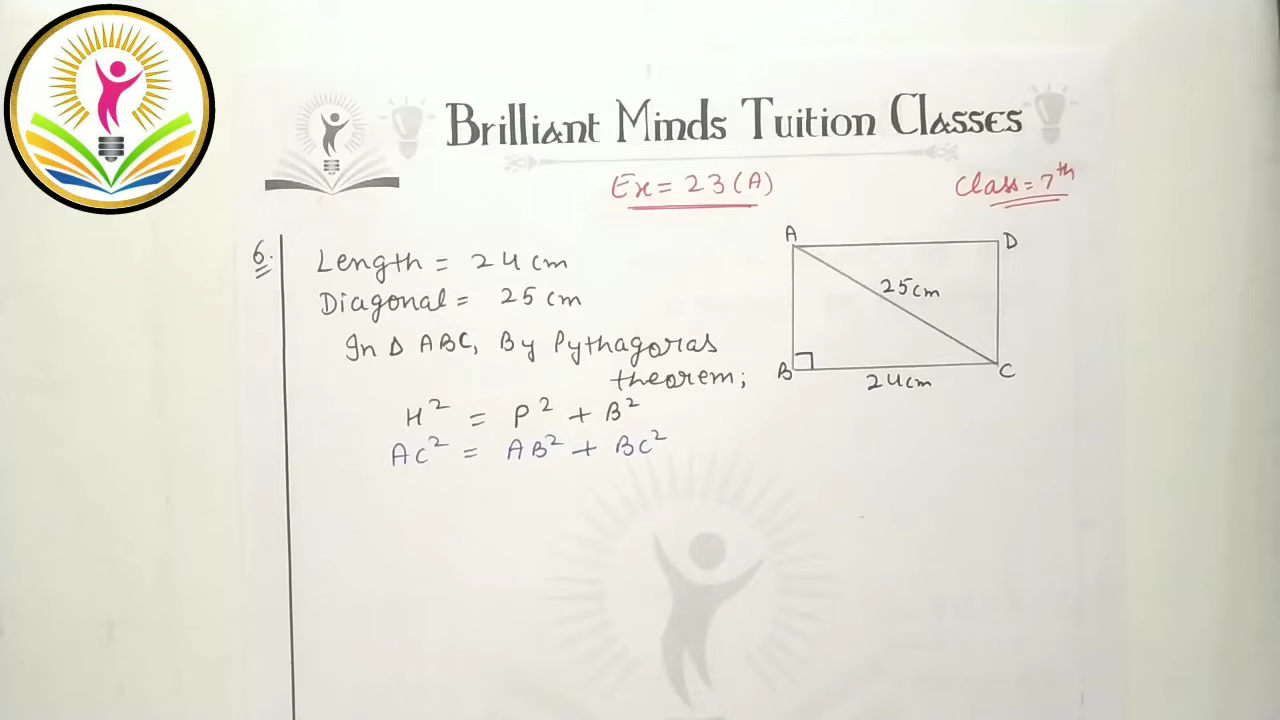 Brilliant Minds Tuition Classes
Ex = 23(A)
Class = 7th
6.
Length = 24 cm
Diagonal = 25 cm
In Δ ABC, By Pythagoras
theorem;
H² = P² + B²
AC² = AB² + BC²
A
D
25cm
B
24cm
C